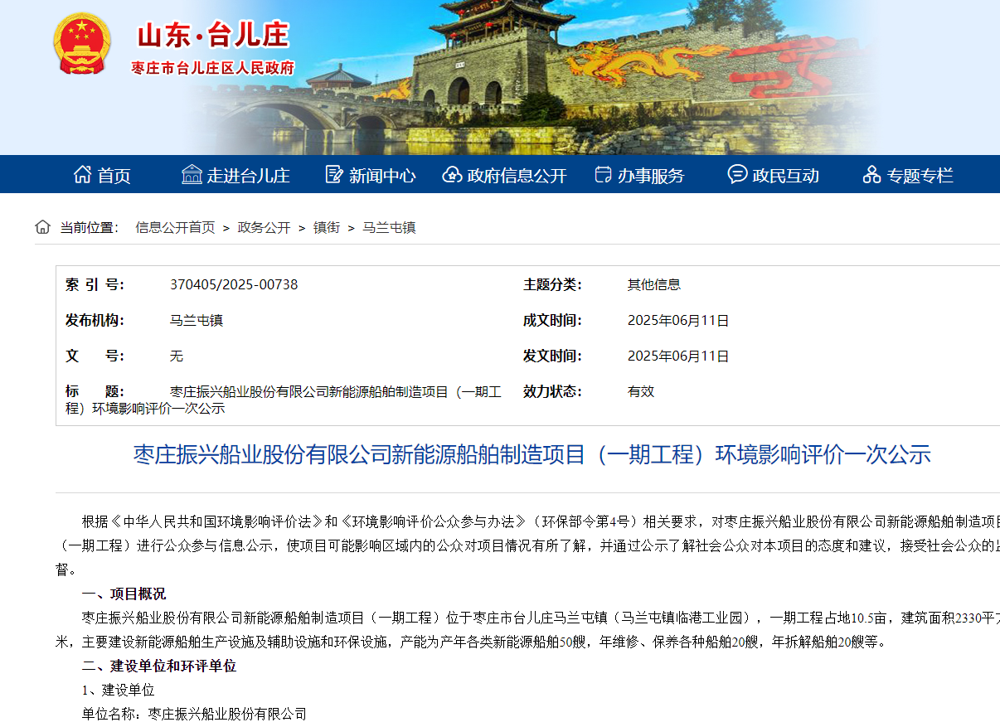 山东·台儿庄
枣庄市台儿庄区人民政府
首页 走进台儿庄 新闻中心 政府信息公开 办事服务 政民互动 专题专栏
当前位置： 信息公开首页 > 政务公开 > 镇街 > 马兰屯镇
索 引 号： 370405/2025-00738 主题分类： 其他信息
发布机构： 马兰屯镇 成文时间： 2025年06月11日
文 号： 无 发文时间： 2025年06月11日
标 题： 枣庄振兴船业股份有限公司新能源船舶制造项目（一期工 效力状态： 有效
程）环境影响评价一次公示
枣庄振兴船业股份有限公司新能源船舶制造项目（一期工程）环境影响评价一次公示
根据《中华人民共和国环境影响评价法》和《环境影响评价公众参与办法》（环保部令第4号）相关要求，对枣庄振兴船业股份有限公司新能源船舶制造项目
（一期工程）进行公众参与信息公示，使项目可能影响区域内的公众对项目情况有所了解，并通过公示了解社会公众对本项目的态度和建议，接受社会公众的监
督。
一、项目概况
枣庄振兴船业股份有限公司新能源船舶制造项目（一期工程）位于枣庄市台儿庄马兰屯镇（马兰屯镇临港工业园），一期工程占地10.5亩，建筑面积2330平方
米，主要建设新能源船舶生产设施及辅助设施和环保设施，产能为产年各类新能源船舶50艘，年维修、保养各种船舶20艘，年拆解船舶20艘等。
二、建设单位和环评单位
1、建设单位
单位名称：枣庄振兴船业股份有限公司